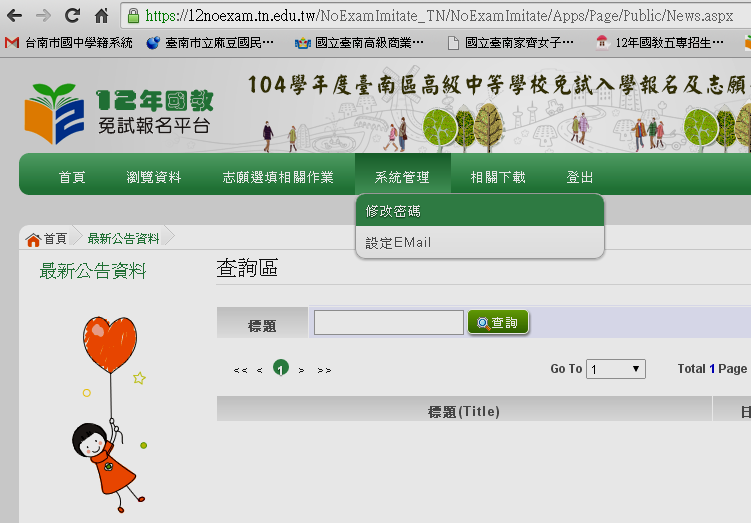 https://12noexam.tn.edu.tw/NoExamImitate_TN/NoExamImitate/Apps/Page/Public/News.aspx
台南市國中學籍系統 臺南市立麻豆國民… 國立臺南高級商業… 國立臺南家齊女子… 12年國教五專招生…
104學年度臺南區高級中等學校免試入學報名及志願
12年國教
免試報名平台
首頁 瀏覽資料 志願選填相關作業 系統管理 相關下載 登出
修改密碼
設定EMail
首頁 最新公告資料
最新公告資料
查詢區
標題 查詢
<< < 1 > >> Go To 1 Total 1 Page
標題(Title) 日